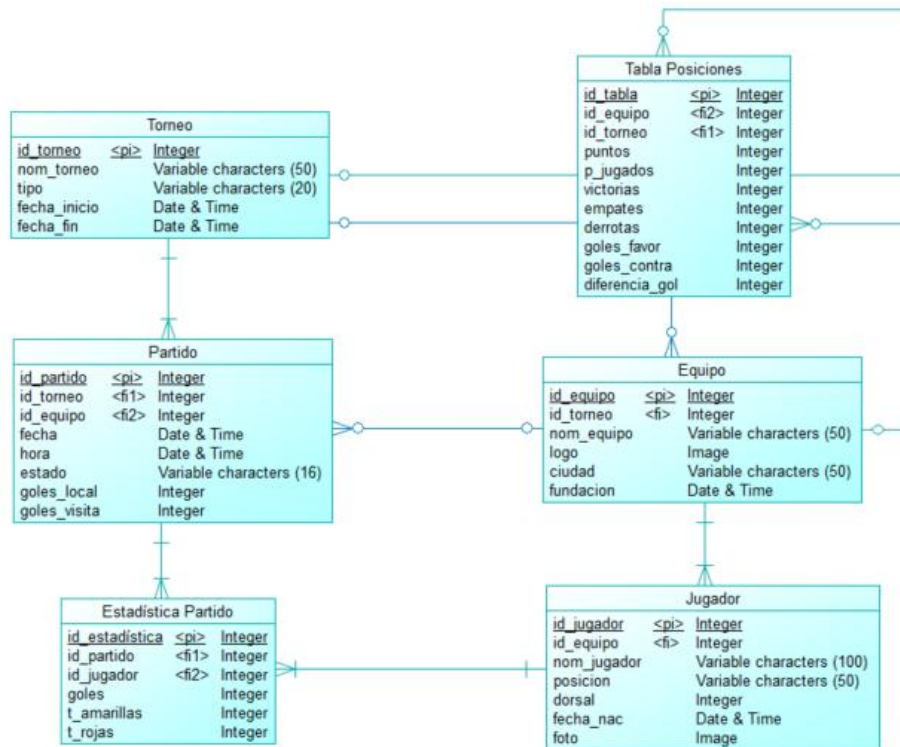 Torneo
id_torneo <pi> Integer
nom_torneo Variable characters (50)
tipo Variable characters (20)
fecha_inicio Date & Time
fecha_fin Date & Time
Tabla Posiciones
id_tabla <pi> Integer
id_equipo <fi2> Integer
id_torneo <fi1> Integer
puntos Integer
p_jugados Integer
victorias Integer
empates Integer
derrotas Integer
goles_favor Integer
goles_contra Integer
diferencia_gol Integer
Partido
id_partido <pi> Integer
id_torneo <fi1> Integer
id_equipo <fi2> Integer
fecha Date & Time
hora Date & Time
estado Variable characters (16)
goles_local Integer
goles_visita Integer
Equipo
id_equipo <pi> Integer
id_torneo <fi> Integer
nom_equipo Variable characters (50)
logo Image
ciudad Variable characters (50)
fundacion Date & Time
Estadística Partido
id_estadística <pi> Integer
id_partido <fi1> Integer
id_jugador <fi2> Integer
goles Integer
t_amarillas Integer
t_rojas Integer
Jugador
id_jugador <pi> Integer
id_equipo <fi> Integer
nom_jugador Variable characters (100)
posicion Variable characters (50)
dorsal Integer
fecha_nac Date & Time
foto Image